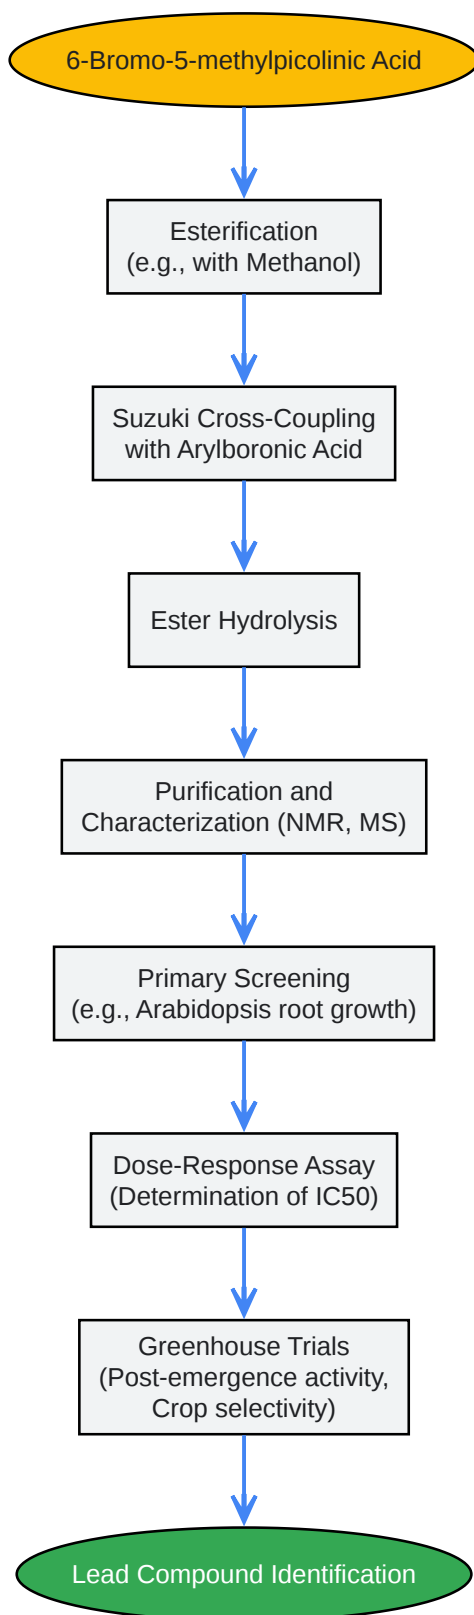 6-Bromo-5-methylpicolinic Acid
Esterification
(e.g., with Methanol)
Suzuki Cross-Coupling
with Arylboronic Acid
Ester Hydrolysis
Purification and
Characterization (NMR, MS)
Primary Screening
(e.g., Arabidopsis root growth)
Dose-Response Assay
(Determination of IC50)
Greenhouse Trials
(Post-emergence activity,
Crop selectivity)
Lead Compound Identification